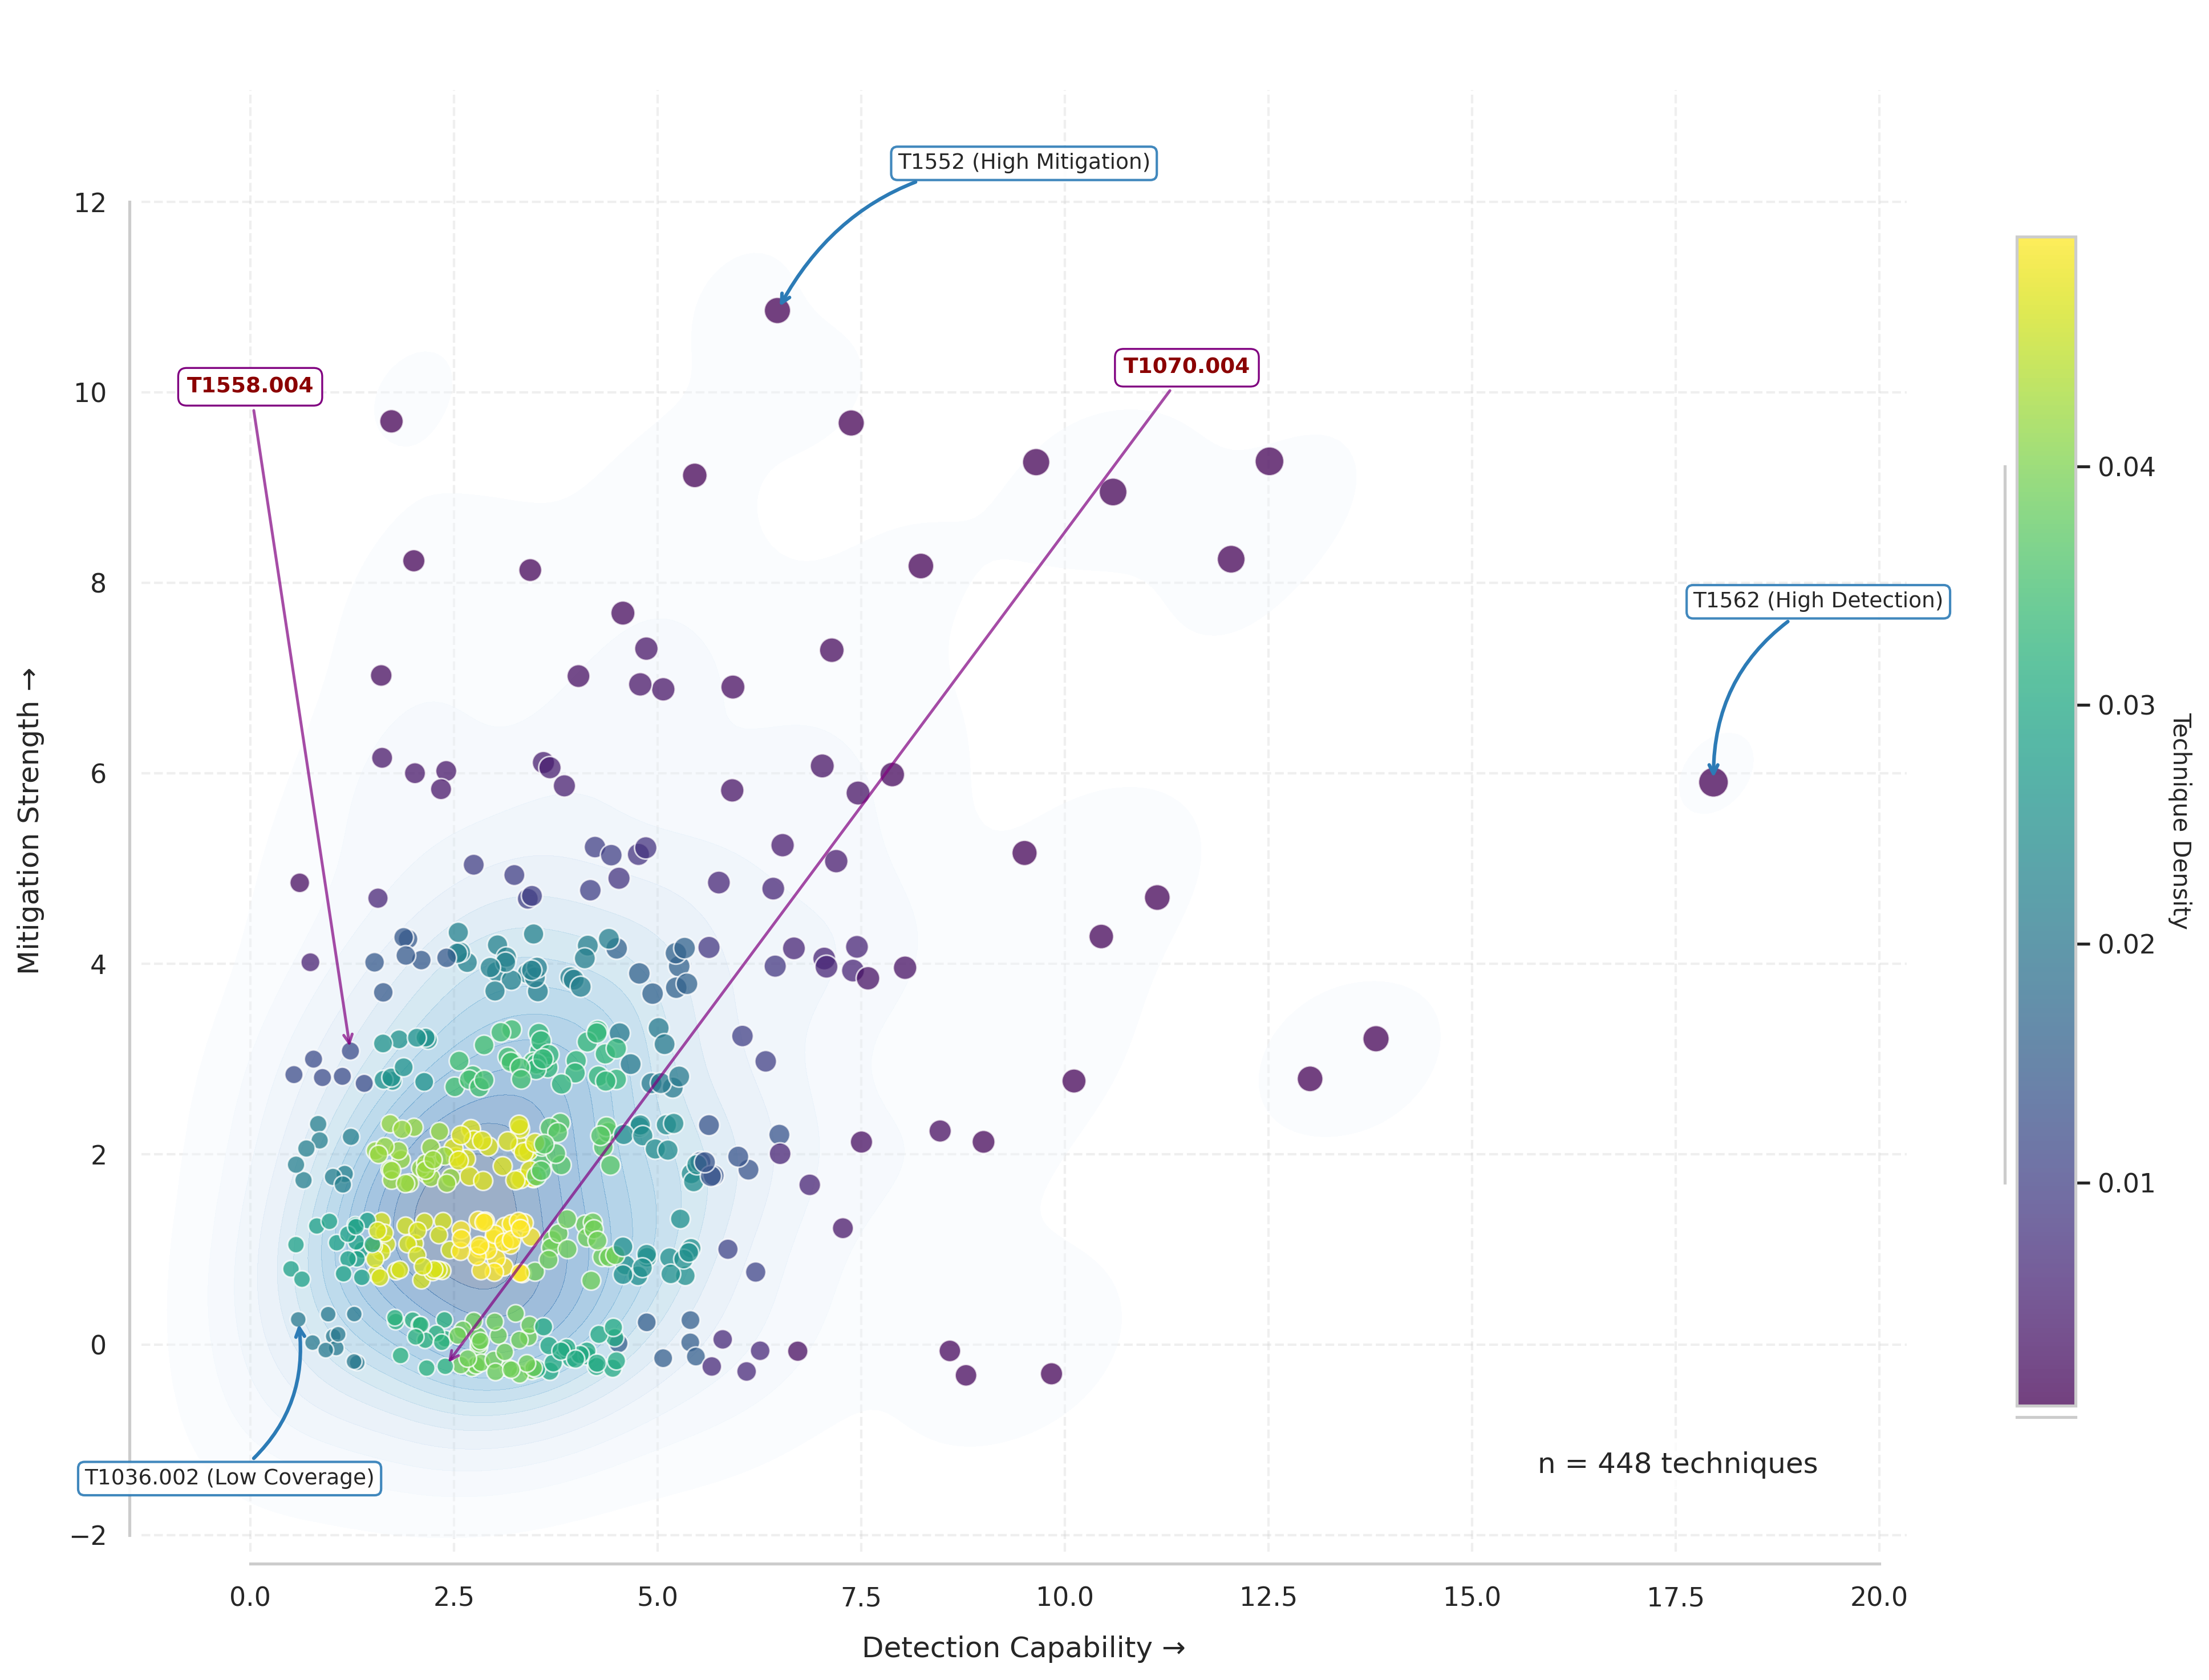 T1552 (High Mitigation)
T1558.004
T1070.004
T1562 (High Detection)
T1036.002 (Low Coverage)
n = 448 techniques
Mitigation Strength →
12
10
8
6
4
2
0
−2
0.0
2.5
5.0
7.5
10.0
12.5
15.0
17.5
20.0
Detection Capability →
0.04
0.03
0.02
0.01
Technique Density